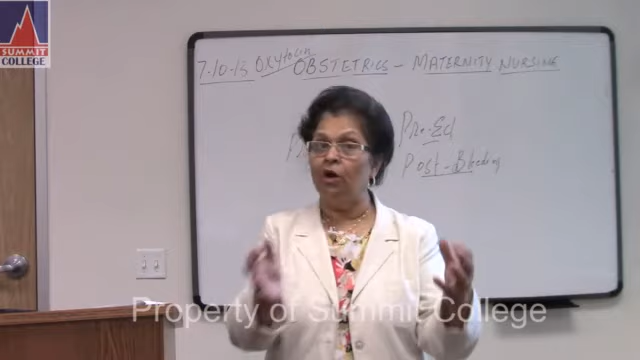 SUMMIT
COLLEGE
7-10-13 Oxytocin OBSTETRICS - MATERNITY NURSING
Pre-Ecl
Post-Bleeding
Property of Summit College